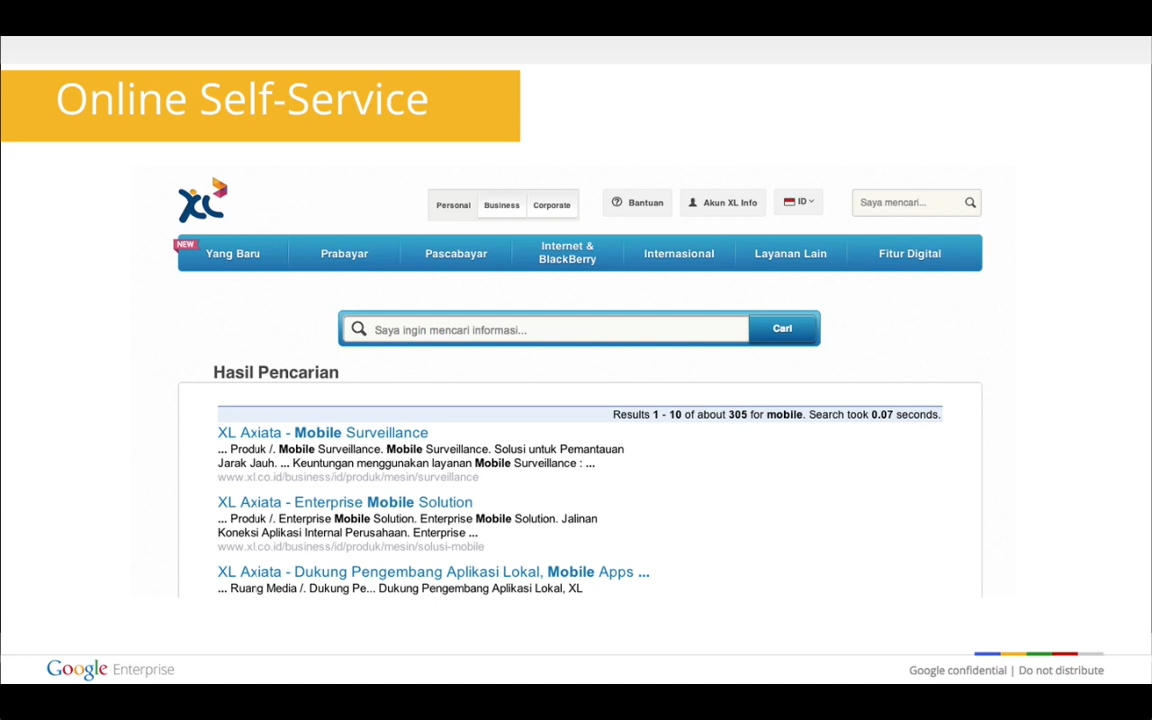 Online Self-Service
XL
Personal Business Corporate
Bantuan
Akun XL Info
ID
Saya mencari...
NEW
Yang Baru
Prabayar
Pascabayar
Internet &
BlackBerry
Internasional
Layanan Lain
Fitur Digital
Saya ingin mencari informasi...
Cari
Hasil Pencarian
Results 1 - 10 of about 305 for mobile. Search took 0.07 seconds.
XL Axiata - Mobile Surveillance
... Produk /. Mobile Surveillance. Mobile Surveillance. Solusi untuk Pemantauan
Jarak Jauh. ... Keuntungan menggunakan layanan Mobile Surveillance : ...
www.xl.co.id/business/id/produk/mesin/surveillance
XL Axiata - Enterprise Mobile Solution
... Produk /. Enterprise Mobile Solution. Enterprise Mobile Solution. Jalinan
Koneksi Aplikasi Internal Perusahaan. Enterprise ...
www.xl.co.id/business/id/produk/mesin/solusi-mobile
XL Axiata - Dukung Pengembang Aplikasi Lokal, Mobile Apps ...
... Ruang Media /. Dukung Pe... Dukung Pengembang Aplikasi Lokal, XL
Google Enterprise
Google confidential | Do not distribute